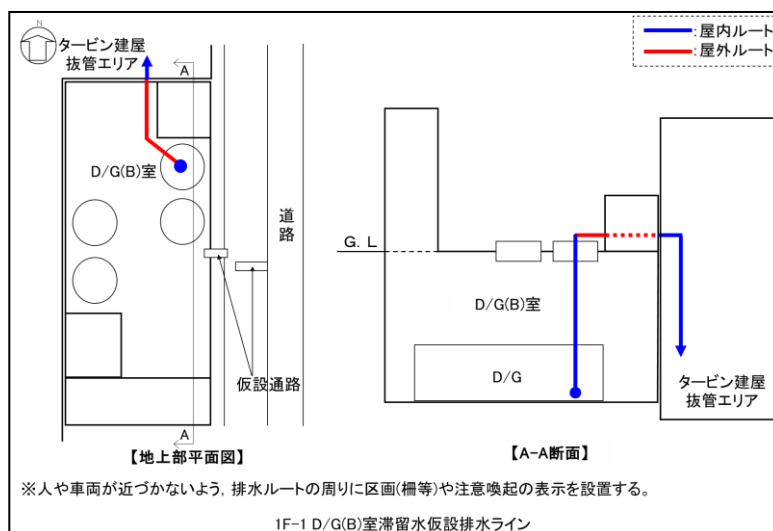 N
タービン建屋
抜管エリア
A
D/G(B)室
道路
仮設通路
A
【地上部平面図】
:屋内ルート
:屋外ルート
G.L
D/G(B)室
D/G
タービン建屋
抜管エリア
【A-A断面】
※人や車両が近づかないよう、排水ルートの周りに区画(柵等)や注意喚起の表示を設置する。
1F-1 D/G(B)室滞留水仮設排水ライン